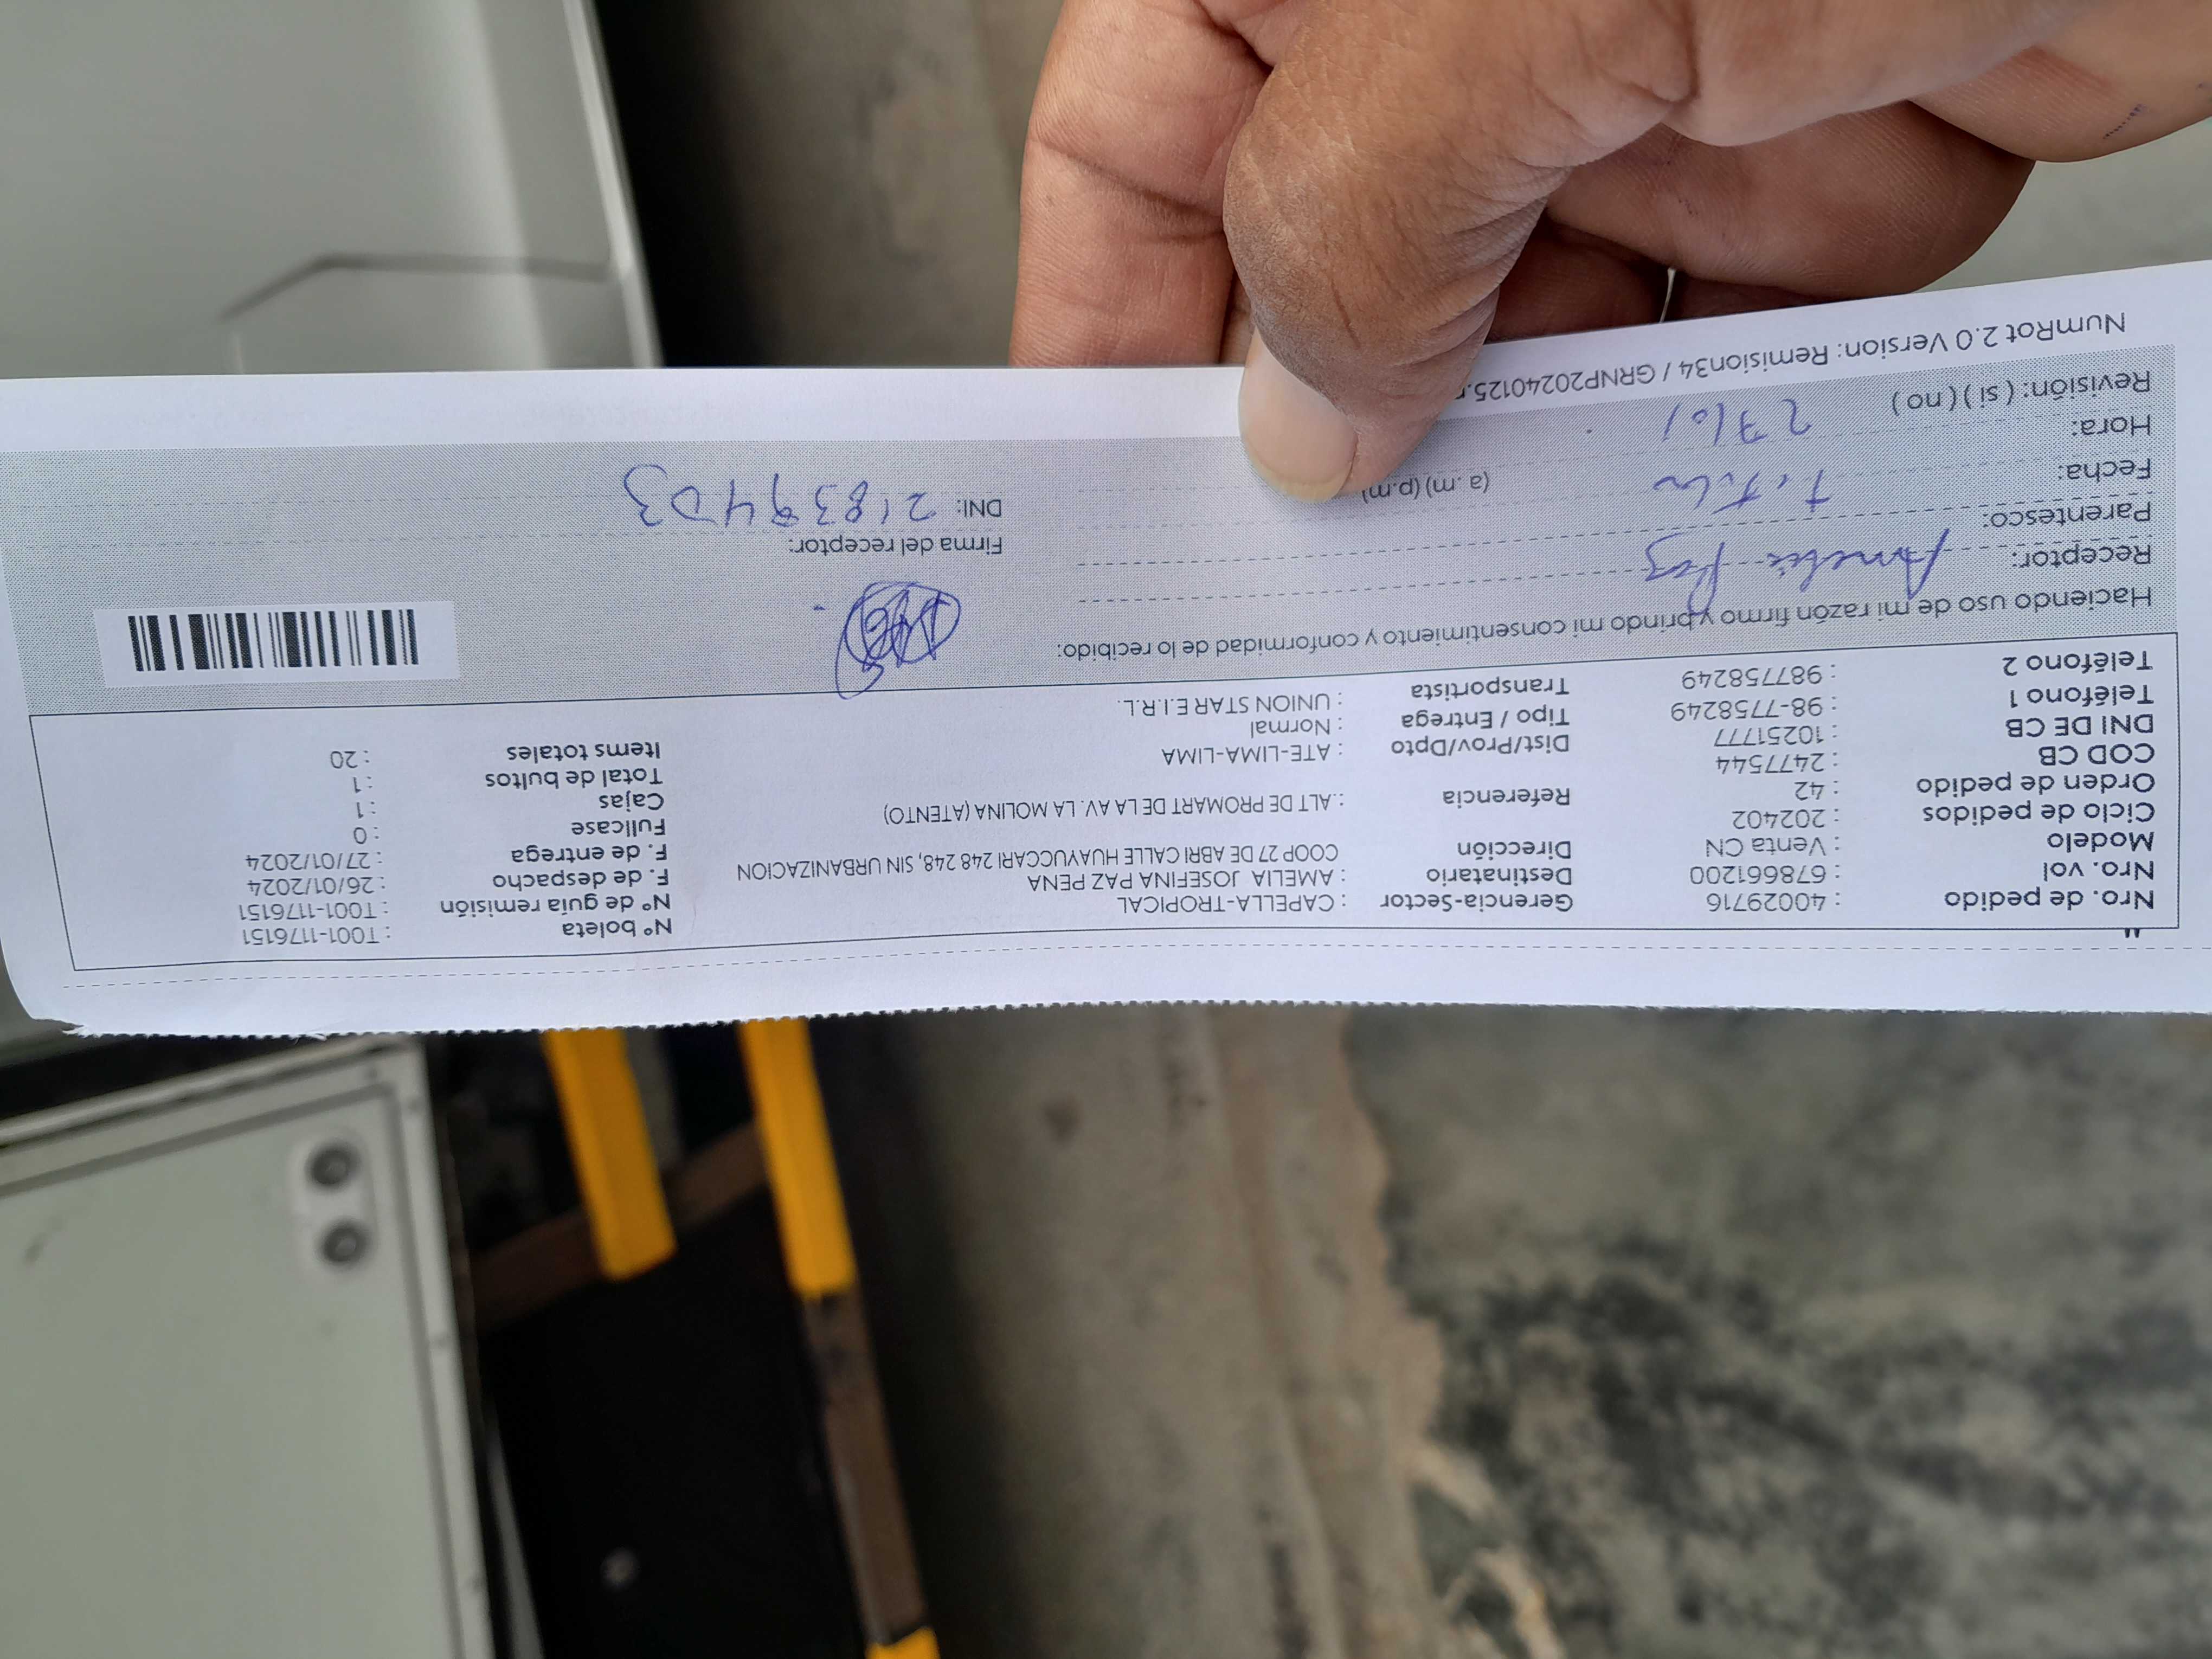 Nro. de pedido : 40029716 Gerencia-Sector : CAPELLA-TROPICAL Nº boleta : T001-1176151
Nro. vol : 678661200 Destinatario : AMELIA JOSEFINA PAZ PENA Nº de guía remisión : T001-1176151
Modelo : Venta CN Dirección COOP 27 DE ABRI CALLE HUAYUCCARI 248 248, SIN URBANIZACION F. de despacho : 26/01/2024
Ciclo de pedidos : 202402 F. de entrega : 27/01/2024
Orden de pedido : 42 Referencia : .ALT DE PROMART DE LA AV. LA MOLINA (ATENTO) Fullcase : 0
COD CB : 2477544 Dist/Prov/Dpto : ATE-LIMA-LIMA Cajas : 1
DNI DE CB : 10251777 Tipo / Entrega : Normal Total de bultos : 1
Teléfono 1 : 98-7758249 Transportista : UNION STAR E.I.R.L. Items totales : 20
Teléfono 2 : 987758249
Haciendo uso de mi razón firmo y brindo mi consentimiento y conformidad de lo recibido:
Receptor: Amelia Paz
Parentesco: Firma del receptor:
Fecha: DNI: 21839403
Hora: 27/01 (a. m) (p.m)
Revisión: ( si ) ( no )
NumRot 2.0 Version: Remision34 / GRNP20240125.